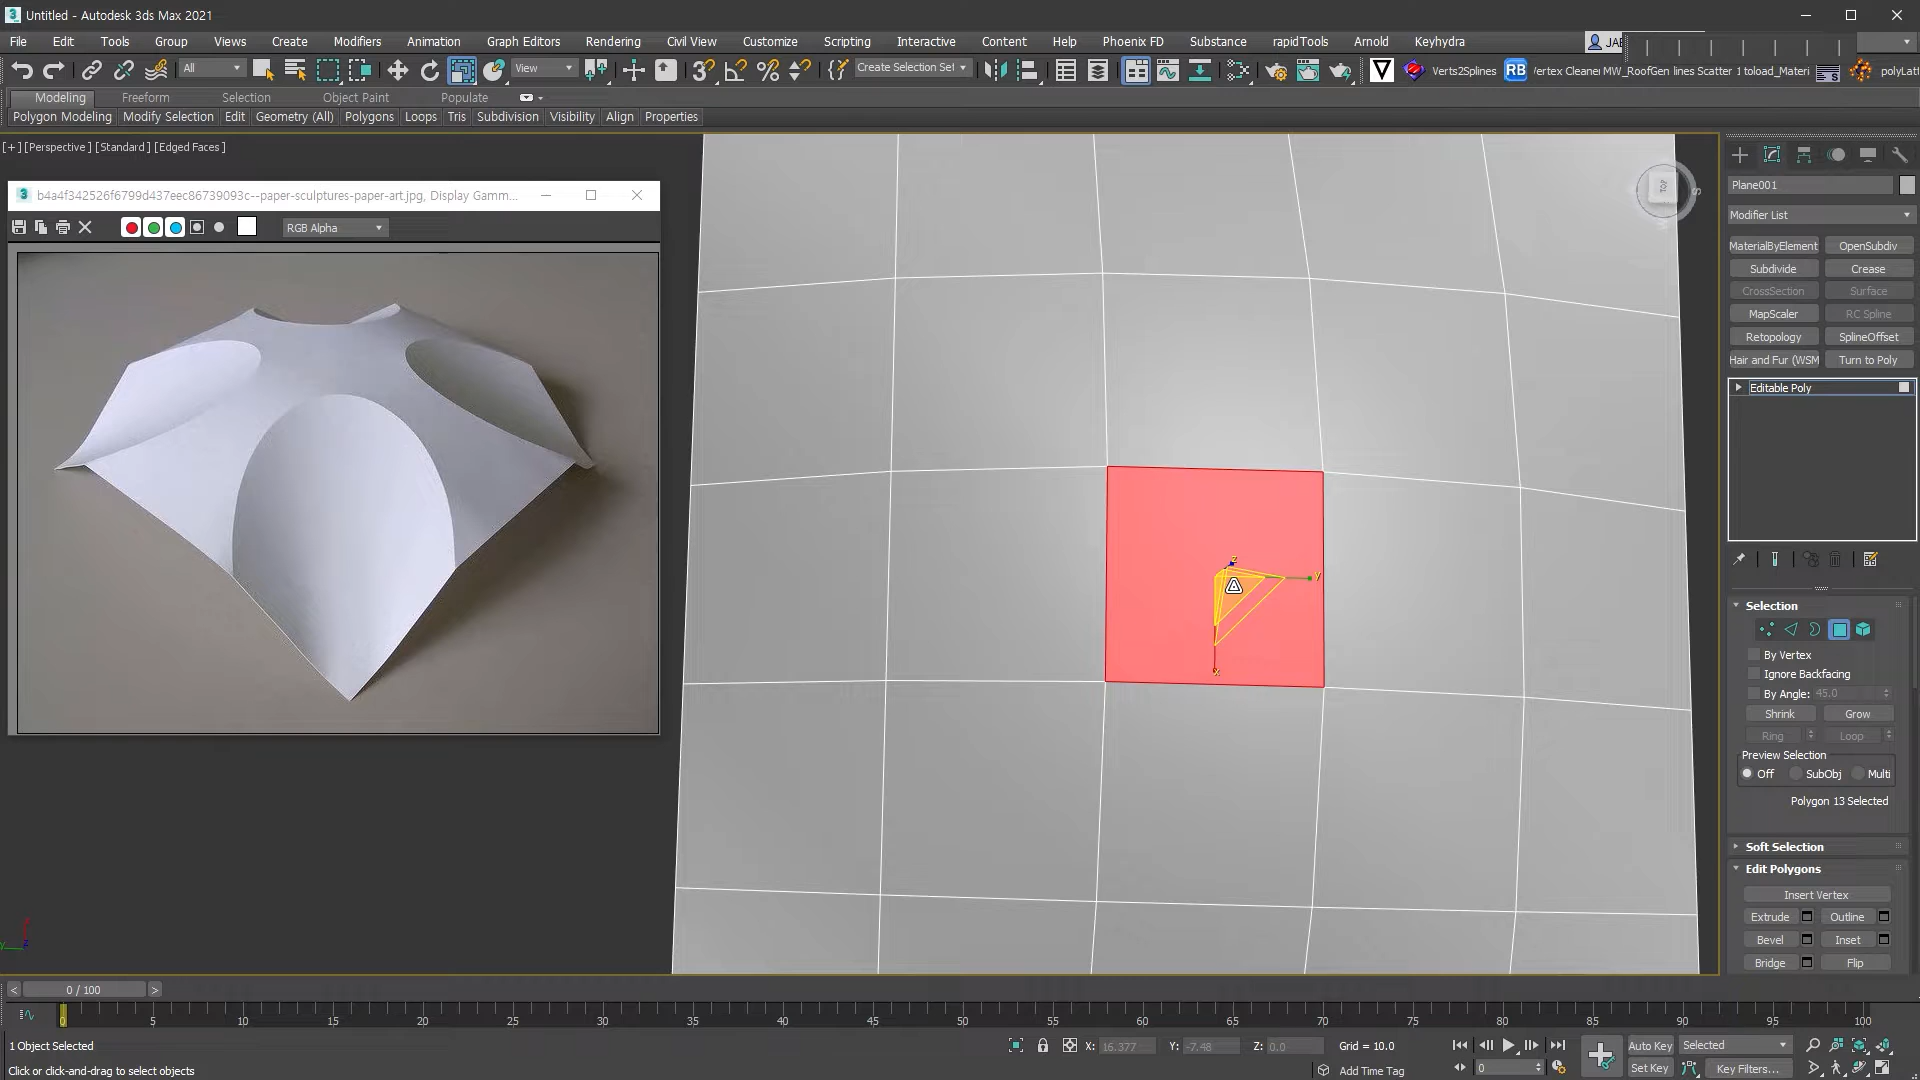 Untitled - Autodesk 3ds Max 2021
File Edit Tools Group Views Create Modifiers Animation Graph Editors Rendering Civil View Customize Scripting Interactive Content Help Phoenix FD Substance rapidTools Arnold Keyhydra JAE
All View Create Selection Set Verts2Splines RB MW_RoofGen lines Scatter 1 toload_Materi
Modeling Freeform Selection Object Paint Populate
Polygon Modeling Modify Selection Edit Geometry (All) Polygons Loops Tris Subdivision Visibility Align Properties
[+] [Perspective] [Standard] [Edged Faces]
b4a4f342526f6799d437eec86739093c--paper-sculptures-paper-art.jpg, Display Gamm...
RGB Alpha
TOP
S
z
y
x
Plane001
Modifier List
MaterialByElement OpenSubdiv
Subdivide Crease
CrossSection Surface
MapScaler RC Spline
Retopology SplineOffset
Hair and Fur (WSM Turn to Poly
Editable Poly
Selection
By Vertex
Ignore Backfacing
By Angle: 45.0
Shrink Grow
Ring Loop
Preview Selection
Off SubObj Multi
Polygon 13 Selected
Soft Selection
Edit Polygons
Insert Vertex
Extrude Outline
Bevel Inset
Bridge Flip
< 0 / 100 >
0 5 10 15 20 25 30 35 40 45 50 55 60 65 70 75 80 85 90 95 100
1 Object Selected X: 16.377 Y: -7.48 Z: 0.0 Grid = 10.0 Auto Key Selected
Click or click-and-drag to select objects Add Time Tag 0 Set Key Key Filters...